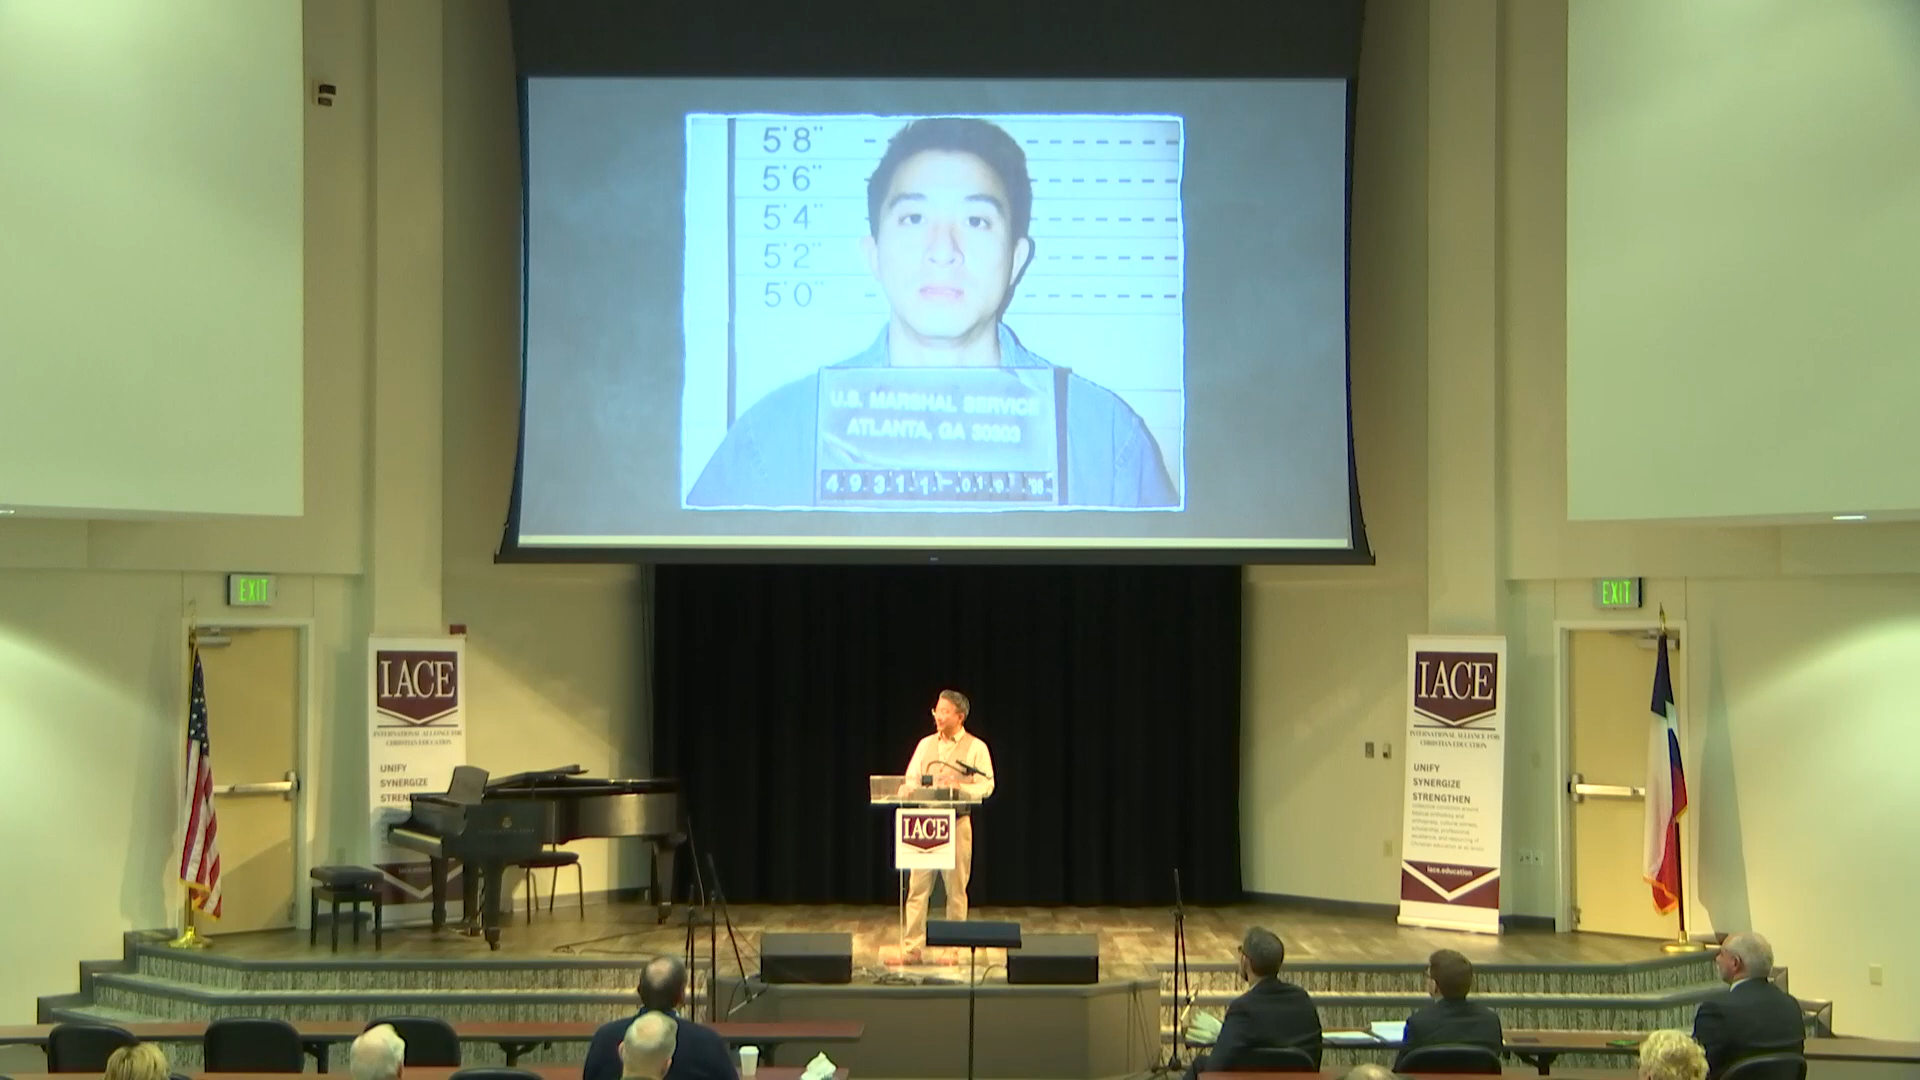 5'8"
5'6"
5'4"
5'2"
5'0"
U.S. MARSHAL SERVICE
ATLANTA, GA 30303
EXIT
EXIT
IACE
INTERNATIONAL ALLIANCE FOR
CHRISTIAN EDUCATION
UNIFY
SYNERGIZE
STREN
IACE
IACE
INTERNATIONAL ALLIANCE FOR
CHRISTIAN EDUCATION
UNIFY
SYNERGIZE
STRENGTHEN
iace.education